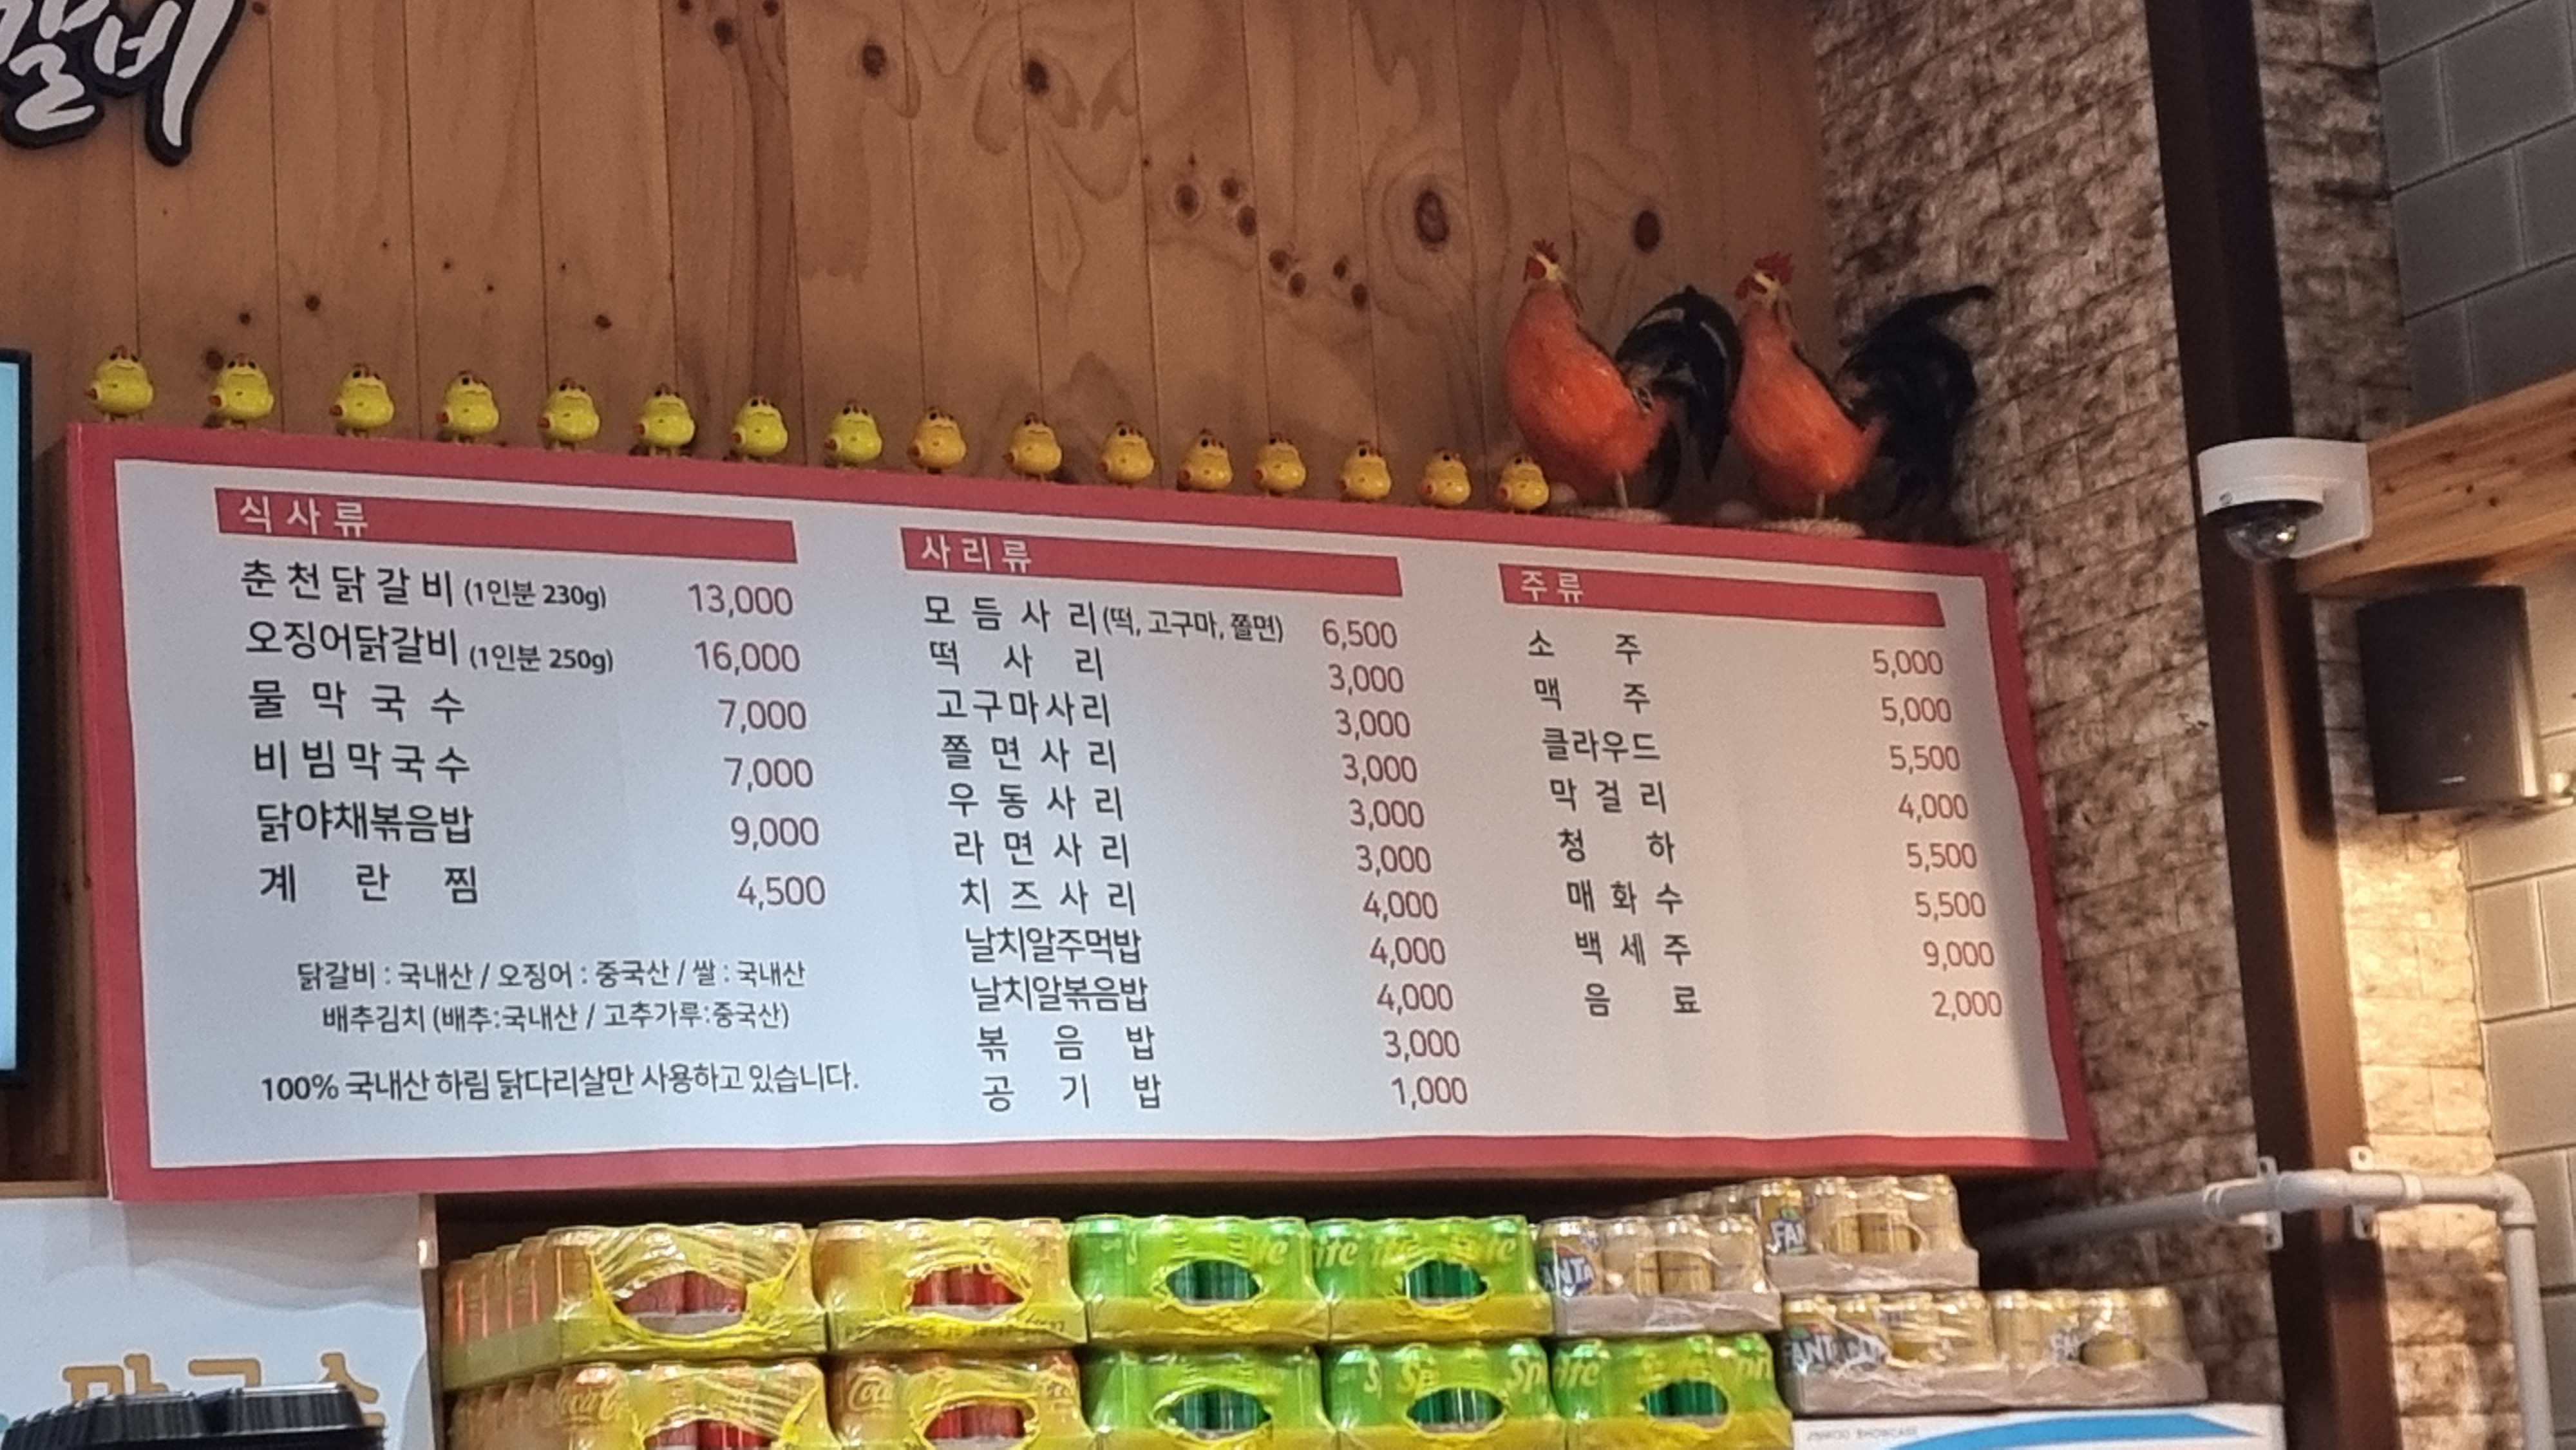 갈비
식사류
춘천닭갈비 (1인분 230g) 13,000
오징어닭갈비 (1인분 250g) 16,000
물막국수 7,000
비빔막국수 7,000
닭야채볶음밥 9,000
계란찜 4,500
닭갈비 : 국내산 / 오징어 : 중국산 / 쌀 : 국내산
배추김치 (배추:국내산 / 고추가루:중국산)
100% 국내산 하림 닭다리살만 사용하고 있습니다.
사리류
모듬사리 (떡, 고구마, 쫄면) 6,500
떡사리 3,000
고구마사리 3,000
쫄면사리 3,000
우동사리 3,000
라면사리 3,000
치즈사리 4,000
날치알주먹밥 4,000
날치알볶음밥 4,000
볶음밥 3,000
공기밥 1,000
주류
소주 5,000
맥주 5,000
클라우드 5,500
막걸리 4,000
청하 5,500
매화수 5,500
백세주 9,000
음료 2,000
막국수
FANTA
Coca-Cola
Sprite
Sprite